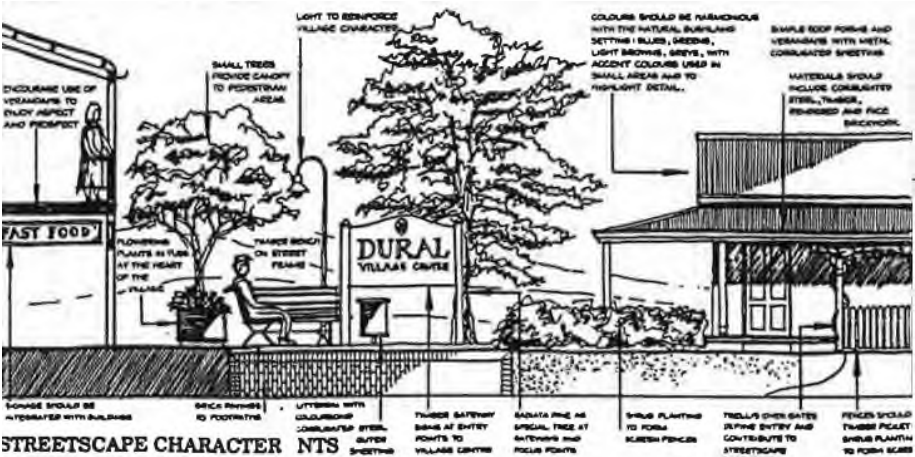 LIGHT TO REINFORCE
VILLAGE CHARACTER
COLOURS SHOULD BE HARMONIOUS
WITH THE NATURAL BUSHLAND
SETTING: BLUES, GREENS,
LIGHT BROWNS, GREYS, WITH
ACCENT COLOURS USED IN
SMALL AREAS AND TO
HIGHLIGHT DETAIL.
SIMPLE ROOF FORMS AND
VERANDAHS WITH METAL
CORRUGATED SHEETING
SMALL TREES
PROVIDE CANOPY
TO PEDESTRIAN
AREAS
MATERIALS SHOULD
INCLUDE CORRUGATED
STEEL, TIMBER,
RENDERED AND FACE
BRICKWORK
ENCOURAGE USE OF
VERANDAHS TO
ENJOY ASPECT
AND PROSPECT
FAST FOOD
FLOWERING
PLANTS IN TUBS
AT THE HEART
OF THE
VILLAGE
TIMBER BENCH
ON STREET
DURAL
VILLAGE CENTRE
SIGNAGE SHOULD BE
INTEGRATED WITH BUILDINGS
BRICK PAVINGS
TO FOOTPATHS
WITH
COLOURBOND
CORRUGATED STEEL
OUTER
SHEETING
TIMBER GATEWAY
SIGNS AT ENTRY
POINTS TO
VILLAGE CENTRE
RADIATA PINE AS
SPECIAL TREE AT
GATEWAYS AND
FOCUS POINTS
SHRUB PLANTING
TO FORM
SCREEN FENCES
TRELLIS OVER GATES
DEFINE ENTRY AND
CONTRIBUTE TO
STREETSCAPE
FENCES SHOULD
TIMBER PICKET
SHRUB PLANTIN
TO FORM SCREE
STREETSCAPE CHARACTER NTS